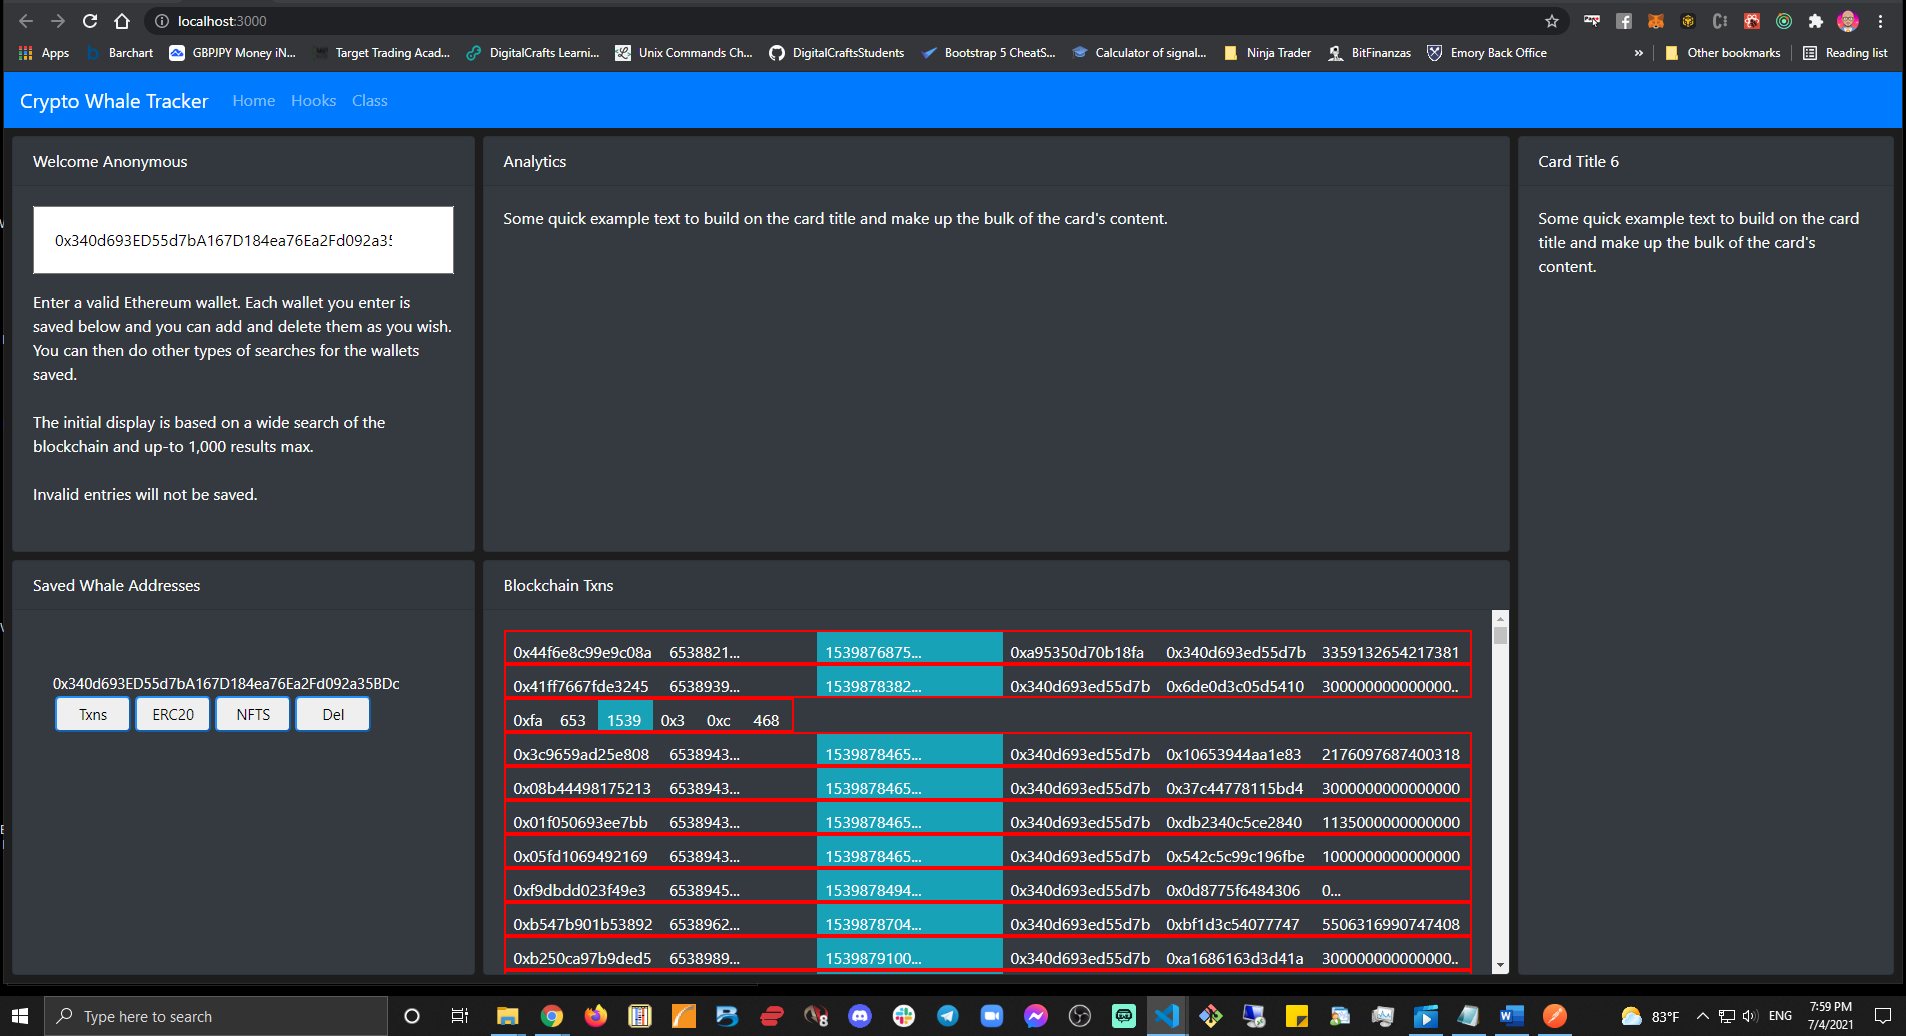 localhost:3000
Apps
Barchart
GBPJPY Money iN...
Target Trading Acad...
DigitalCrafts Learni...
Unix Commands Ch...
DigitalCraftsStudents
Bootstrap 5 CheatS...
Calculator of signal...
Ninja Trader
BitFinanzas
Emory Back Office
»
Other bookmarks
Reading list
Crypto Whale Tracker
Home
Hooks
Class
Welcome Anonymous
0x340d693ED55d7bA167D184ea76Ea2Fd092a35
Enter a valid Ethereum wallet. Each wallet you enter is
saved below and you can add and delete them as you wish.
You can then do other types of searches for the wallets
saved.
The initial display is based on a wide search of the
blockchain and up-to 1,000 results max.
Invalid entries will not be saved.
Analytics
Some quick example text to build on the card title and make up the bulk of the card's content.
Card Title 6
Some quick example text to build on the card
title and make up the bulk of the card's
content.
Saved Whale Addresses
0x340d693ED55d7bA167D184ea76Ea2Fd092a35BDc
Txns
ERC20
NFTS
Del
Blockchain Txns
0x44f6e8c99e9c08a 6538821... 1539876875... 0xa95350d70b18fa 0x340d693ed55d7b 3359132654217381
0x41ff7667fde3245 6538939... 1539878382... 0x340d693ed55d7b 0x6de0d3c05d5410 300000000000000..
0xfa 653 1539 0x3 0xc 468
0x3c9659ad25e808 6538943... 1539878465... 0x340d693ed55d7b 0x10653944aa1e83 2176097687400318
0x08b44498175213 6538943... 1539878465... 0x340d693ed55d7b 0x37c44778115bd4 3000000000000000
0x01f050693ee7bb 6538943... 1539878465... 0x340d693ed55d7b 0xdb2340c5ce2840 1135000000000000
0x05fd1069492169 6538943... 1539878465... 0x340d693ed55d7b 0x542c5c99c196fbe 1000000000000000
0xf9dbdd023f49e3 6538945... 1539878494... 0x340d693ed55d7b 0x0d8775f6484306 0...
0xb547b901b53892 6538962... 1539878704... 0x340d693ed55d7b 0xbf1d3c54077747 5506316990747408
0xb250ca97b9ded5 6538989... 1539879100... 0x340d693ed55d7b 0xa1686163d3d41a 300000000000000..
Type here to search
83°F
ENG
7:59 PM
7/4/2021